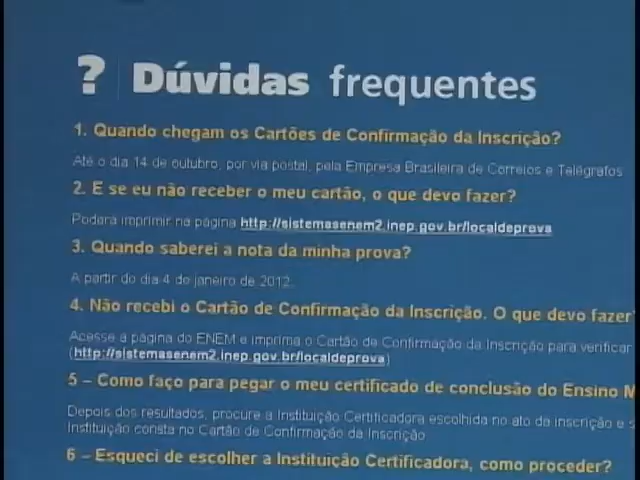 ? Dúvidas frequentes
1. Quando chegam os Cartões de Confirmação da Inscrição?
Até o dia 14 de outubro, por via postal, pela Empresa Brasileira de Correios e Telégrafos
2. E se eu não receber o meu cartão, o que devo fazer?
Poderá imprimir na página http://sistemasenem2.inep.gov.br/localdeprova
3. Quando saberei a nota da minha prova?
A partir do dia 4 de janeiro de 2012.
4. Não recebi o Cartão de Confirmação da Inscrição. O que devo fazer
Acesse a página do ENEM e imprima o Cartão de Confirmação da Inscrição para verificar
(http://sistemasenem2.inep.gov.br/localdeprova)
5 – Como faço para pegar o meu certificado de conclusão do Ensino M
Depois dos resultados, procure a Instituição Certificadora escolhida no ato da inscrição e s
Instituição consta no Cartão de Confirmação da Inscrição
6 – Esqueci de escolher a Instituição Certificadora, como proceder?